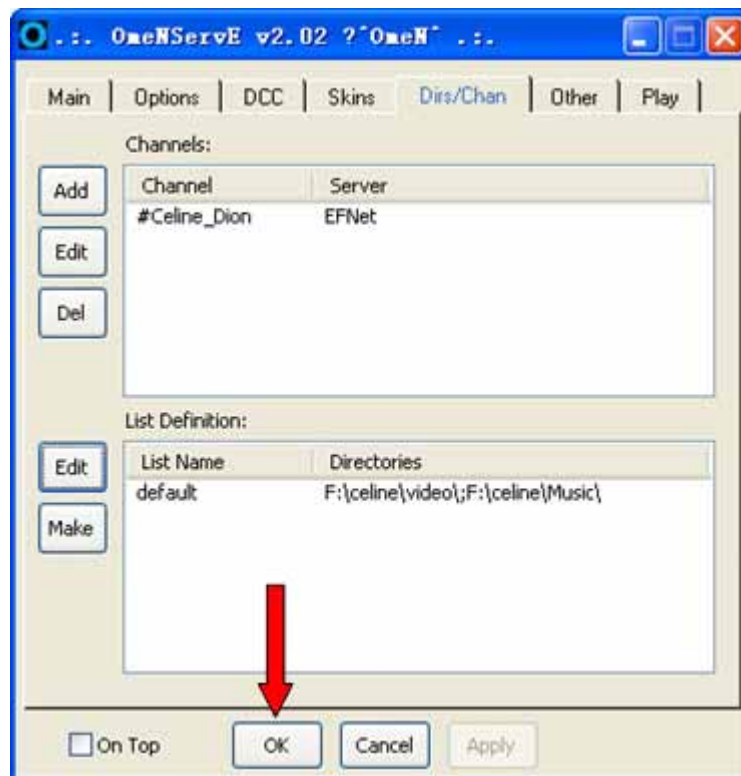 .:. OmeNServE v2.02 ?ˆOmeNˆ .:.
Main Options DCC Skins Dirs/Chan Other Play
Channels:
Add
Edit
Del
Channel Server
#Celine_Dion EFNet
List Definition:
Edit
Make
List Name Directories
default F:\celine\video\;F:\celine\Music\
On Top OK Cancel Apply